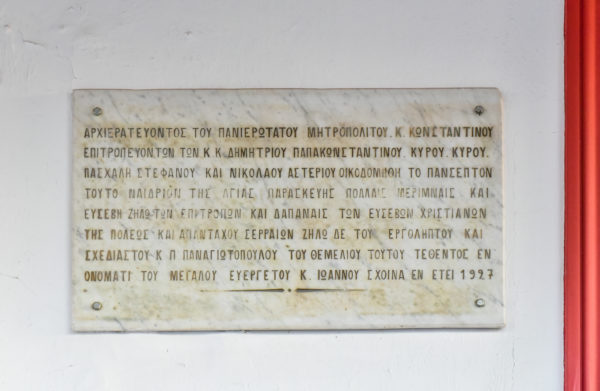 ΑΡΧΙΕΡΑΤΕΥΟΝΤΟΣ ΤΟΥ ΠΑΝΙΕΡΩΤΑΤΟΥ ΜΗΤΡΟΠΟΛΙΤΟΥ. Κ. ΚΩΝΣΤΑΝΤΙΝΟΥ
ΕΠΙΤΡΟΠΕΥΟΝΤΩΝ ΤΩΝ Κ.Κ. ΔΗΜΗΤΡΙΟΥ ΠΑΠΑΚΩΝΣΤΑΝΤΙΝΟΥ. ΚΥΡΟΥ. ΚΥΡΟΥ.
ΠΑΣΧΑΛΗ ΣΤΕΦΑΝΟΥ ΚΑΙ ΝΙΚΟΛΑΟΥ ΑΣΤΕΡΙΟΥ ΟΙΚΟΔΟΜΗΘΗ ΤΟ ΠΑΝΣΕΠΤΟΝ
ΤΟΥΤΟ ΝΑΙΔΡΙΟΝ ΤΗΣ ΑΓΙΑΣ ΠΑΡΑΣΚΕΥΗΣ ΠΟΛΛΑΙΣ ΜΕΡΙΜΝΑΙΣ ΚΑΙ
ΕΥΣΕΒΗ ΖΗΛΩ ΤΩΝ ΕΠΙΤΡΟΠΩΝ ΚΑΙ ΔΑΠΑΝΑΙΣ ΤΩΝ ΕΥΣΕΒΩΝ ΧΡΙΣΤΙΑΝΩΝ
ΤΗΣ ΠΟΛΕΩΣ ΚΑΙ ΑΠΑΝΤΑΧΟΥ ΣΕΡΡΑΙΩΝ ΖΗΛΩ ΔΕ ΤΟΥ ΕΡΓΟΛΗΠΤΟΥ ΚΑΙ
ΣΧΕΔΙΑΣΤΟΥ Κ. Π ΠΑΝΑΓΙΩΤΟΠΟΥΛΟΥ ΤΟΥ ΘΕΜΕΛΙΟΥ ΤΟΥΤΟΥ ΤΕΘΕΝΤΟΣ ΕΝ
ΟΝΟΜΑΤΙ ΤΟΥ ΜΕΓΑΛΟΥ ΕΥΕΡΓΕΤΟΥ Κ. ΙΩΑΝΝΟΥ ΣΧΟΙΝΑ ΕΝ ΕΤΕΙ 1927